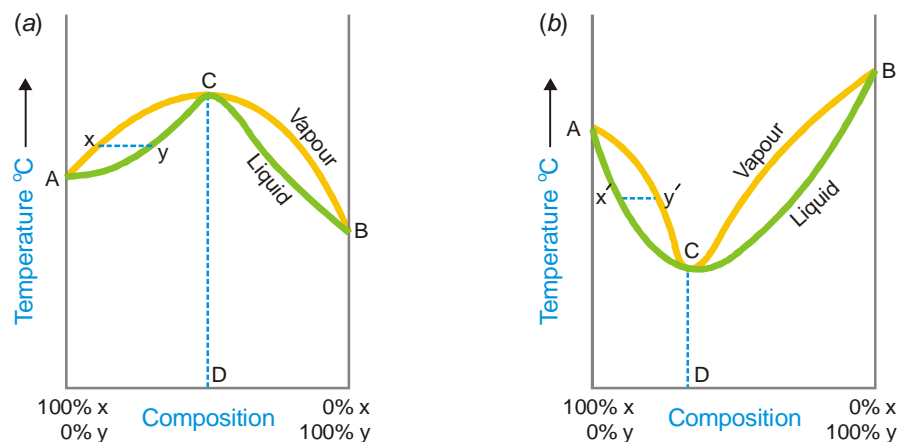 (a)
C
x
y
Vapour
Liquid
A
B
Temperature °C
D
100% x
0% y
Composition
0% x
100% y
(b)
B
A
Vapour
x´
y´
Liquid
C
Temperature °C
D
100% x
0% y
Composition
0% x
100% y